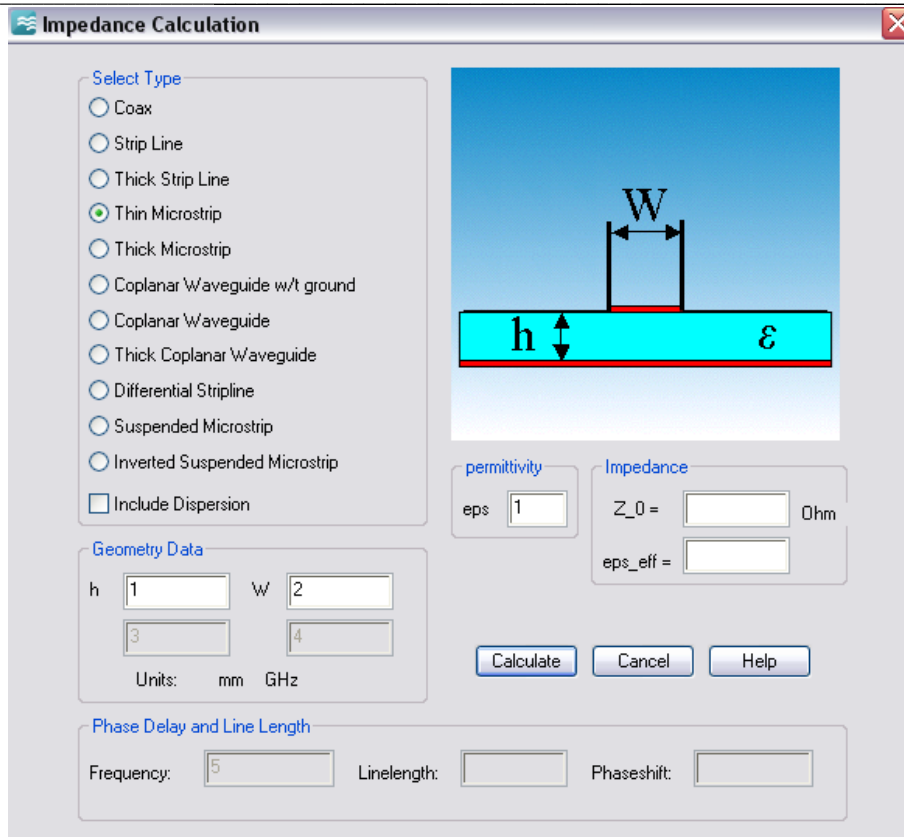 Impedance Calculation
Select Type
Coax
Strip Line
Thick Strip Line
Thin Microstrip
Thick Microstrip
Coplanar Waveguide w/t ground
Coplanar Waveguide
Thick Coplanar Waveguide
Differential Stripline
Suspended Microstrip
Inverted Suspended Microstrip
Include Dispersion
W
h ε
permittivity
eps 1
Impedance
Z_0 = Ohm
eps_eff =
Geometry Data
h 1 W 2
3 4
Units: mm GHz
Calculate Cancel Help
Phase Delay and Line Length
Frequency: 5 Linelength: Phaseshift: